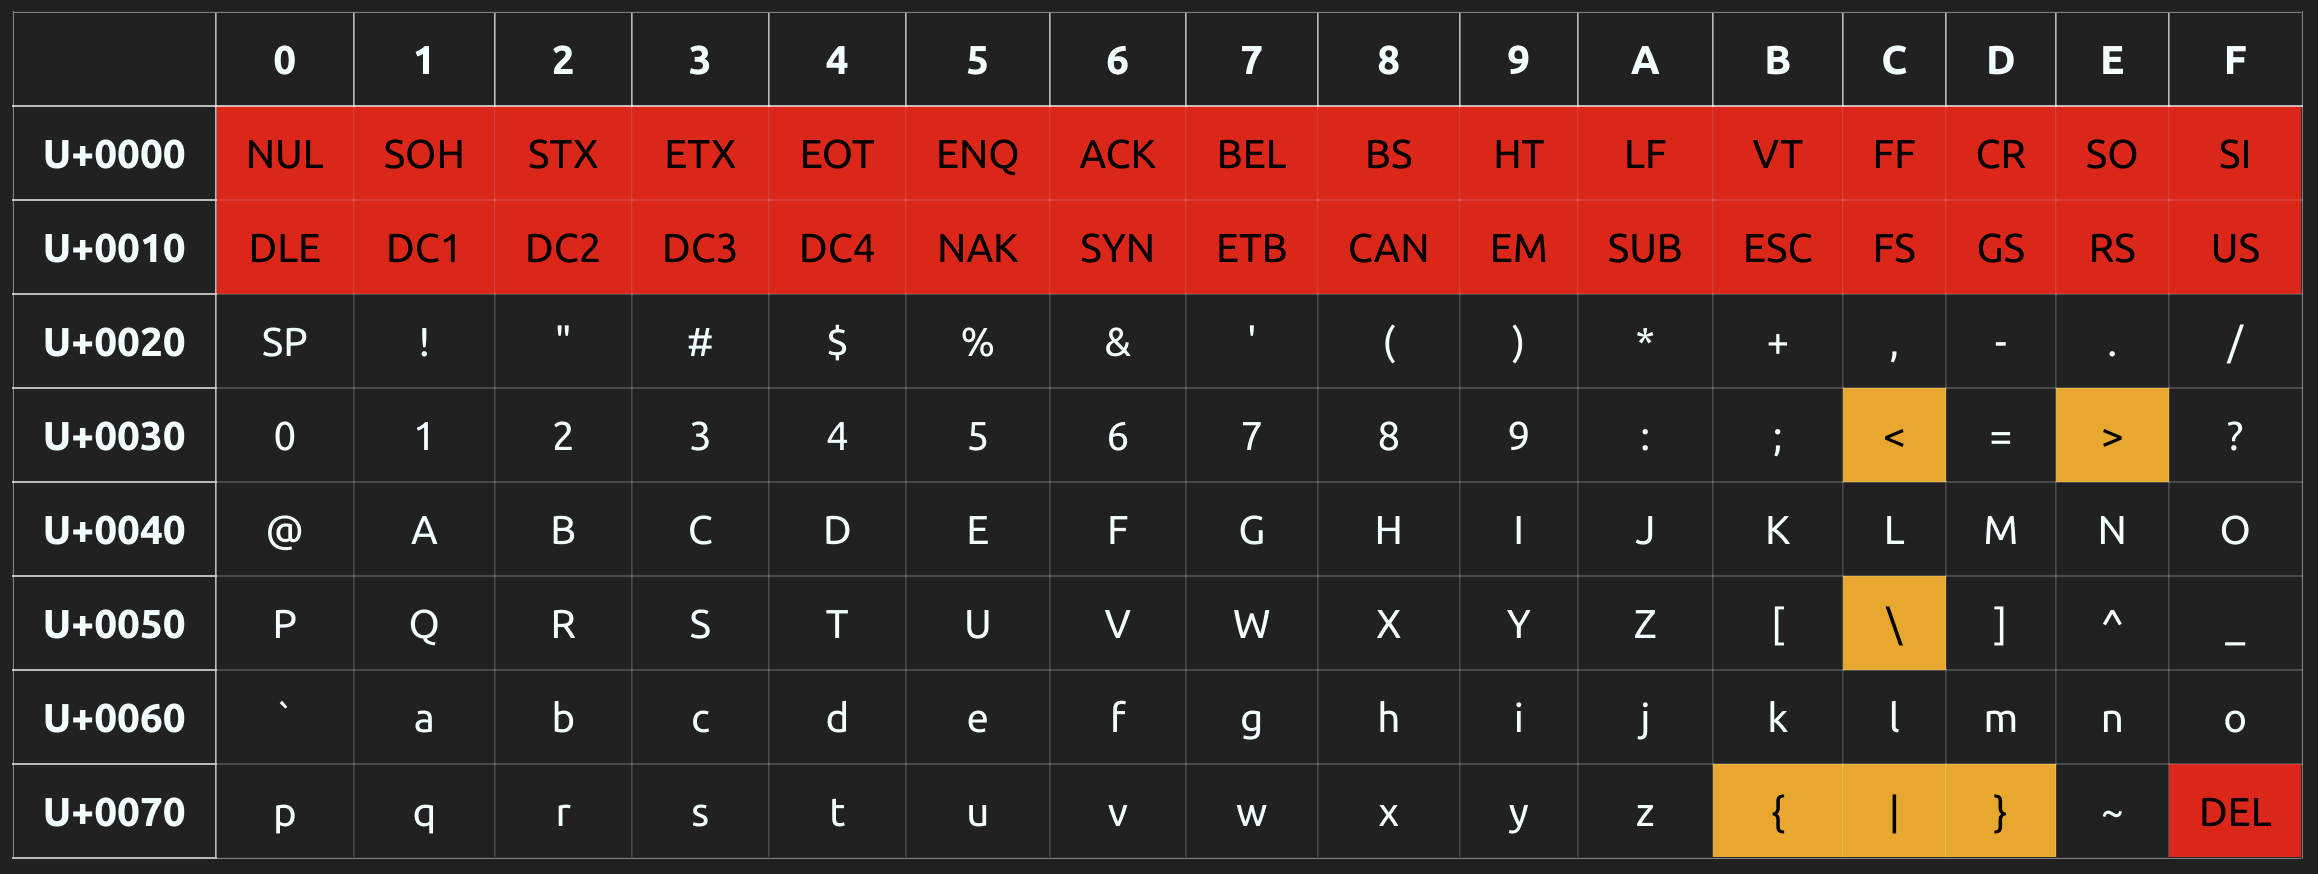 0 1 2 3 4 5 6 7 8 9 A B C D E F
U+0000 NUL SOH STX ETX EOT ENQ ACK BEL BS HT LF VT FF CR SO SI
U+0010 DLE DC1 DC2 DC3 DC4 NAK SYN ETB CAN EM SUB ESC FS GS RS US
U+0020 SP ! " # $ % & ' ( ) * + , - . /
U+0030 0 1 2 3 4 5 6 7 8 9 : ; < = > ?
U+0040 @ A B C D E F G H I J K L M N O
U+0050 P Q R S T U V W X Y Z [ \ ] ^ _
U+0060 ` a b c d e f g h i j k l m n o
U+0070 p q r s t u v w x y z { | } ~ DEL